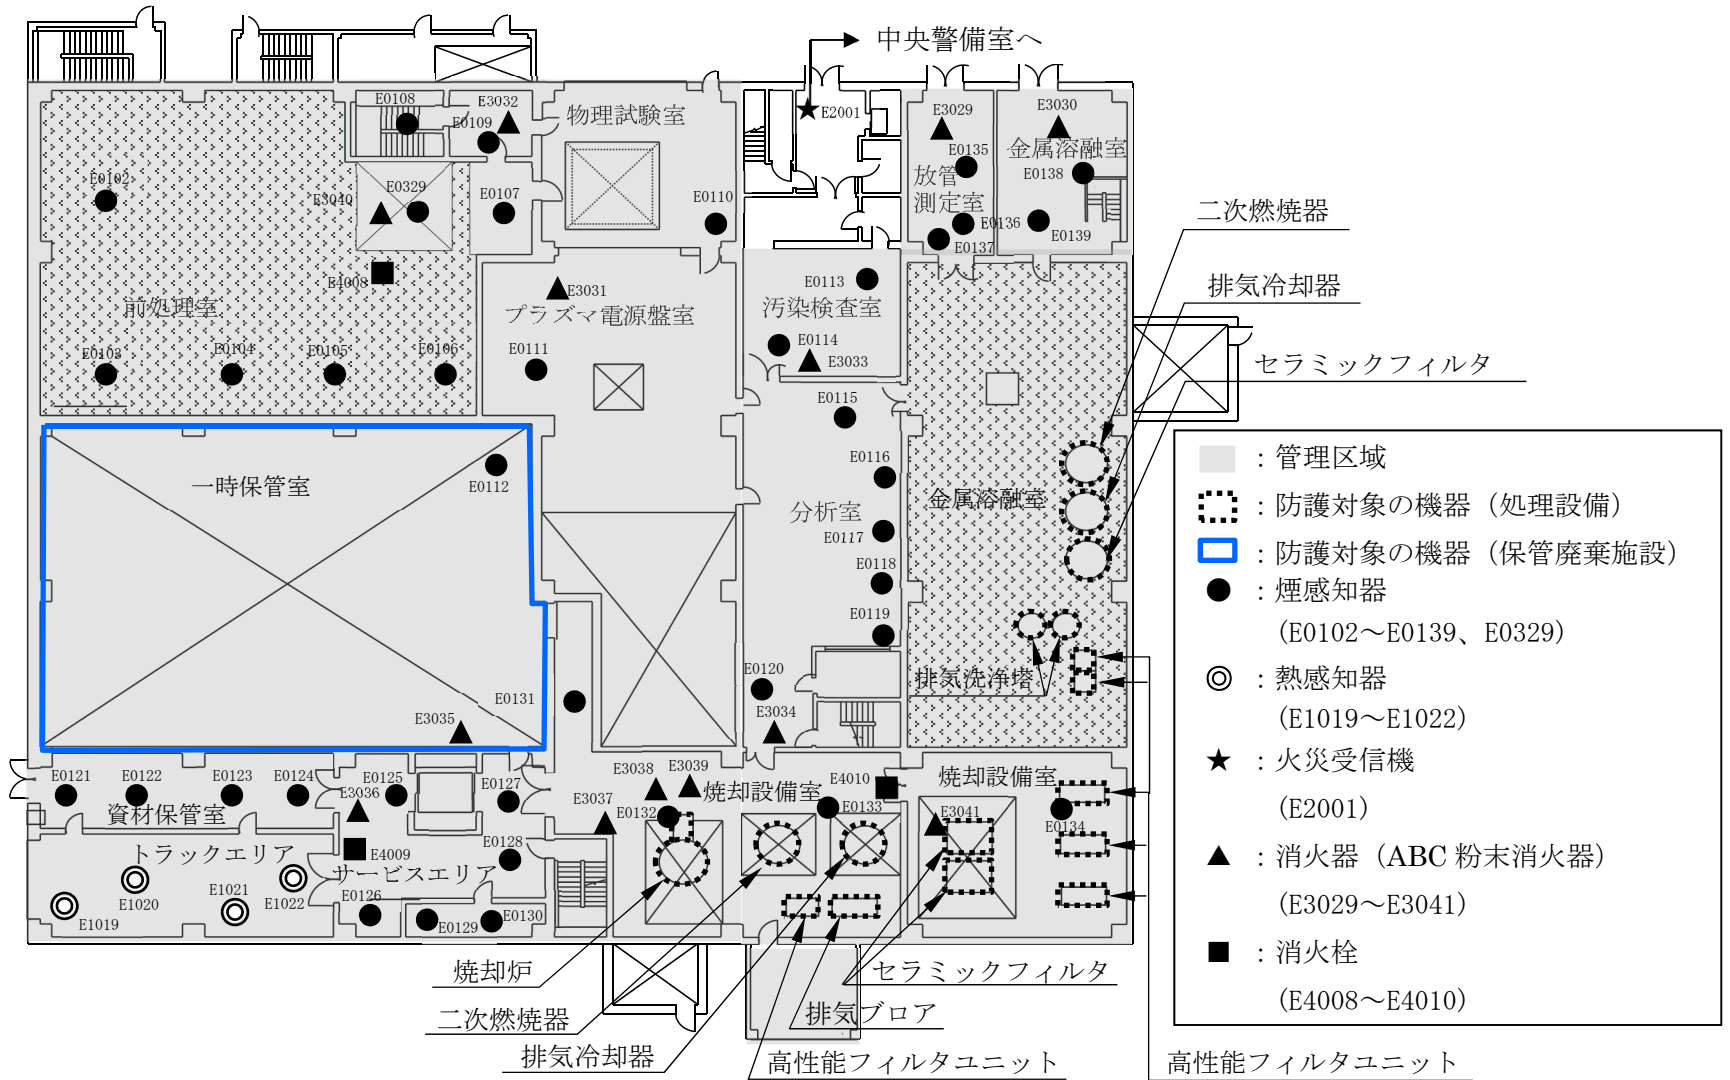 中央警備室へ
E0108
E3032
E0109
物理試験室
E2001
E3029
E3030
E0135
金属溶融室
E0138
放管
測定室
E0102
E0329
E3040
E0107
E0110
E0136
E0137
E0139
二次燃焼器
E4008
前処理室
E3031
プラズマ電源盤室
E0113
汚染検査室
排気冷却器
E0103
E0104
E0105
E0106
E0111
E0114
E3033
セラミックフィルタ
E0115
一時保管室
E0112
E0116
分析室
E0117
金属溶融室
E0118
E0119
E0131
E0120
排気洗浄塔
E3035
E3034
E0121
E0122
E0123
E0124
E0125
E3036
E0127
資材保管室
E3038
E3039
E3037
E0132
焼却設備室
E4010
E0133
焼却設備室
E3041
E0134
トラックエリア
E4009
サービスエリア
E0128
E1019
E1020
E1021
E1022
E0126
E0129
E0130
焼却炉
二次燃焼器
排気冷却器
セラミックフィルタ
排気ブロア
高性能フィルタユニット
高性能フィルタユニット
：管理区域
：防護対象の機器（処理設備）
：防護対象の機器（保管廃棄施設）
：煙感知器
（E0102～E0139、E0329）
：熱感知器
（E1019～E1022）
：火災受信機
（E2001）
：消火器（ABC 粉末消火器）
（E3029～E3041）
：消火栓
（E4008～E4010）